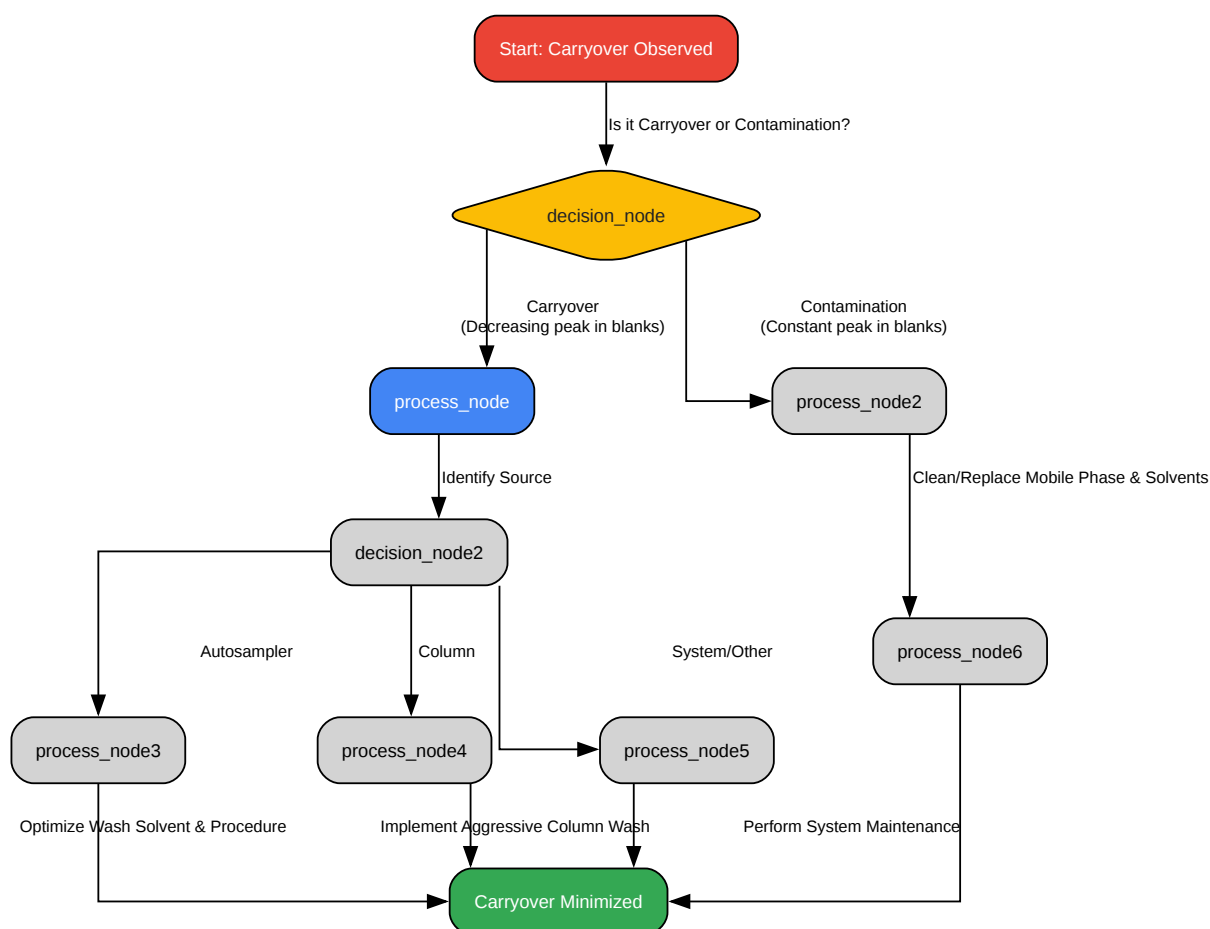 Start: Carryover Observed
Is it Carryover or Contamination?
decision_node
Carryover
(Decreasing peak in blanks)
Contamination
(Constant peak in blanks)
process_node
process_node2
Identify Source
Clean/Replace Mobile Phase & Solvents
decision_node2
Autosampler
Column
System/Other
process_node6
process_node3
process_node4
process_node5
Optimize Wash Solvent & Procedure
Implement Aggressive Column Wash
Perform System Maintenance
Carryover Minimized